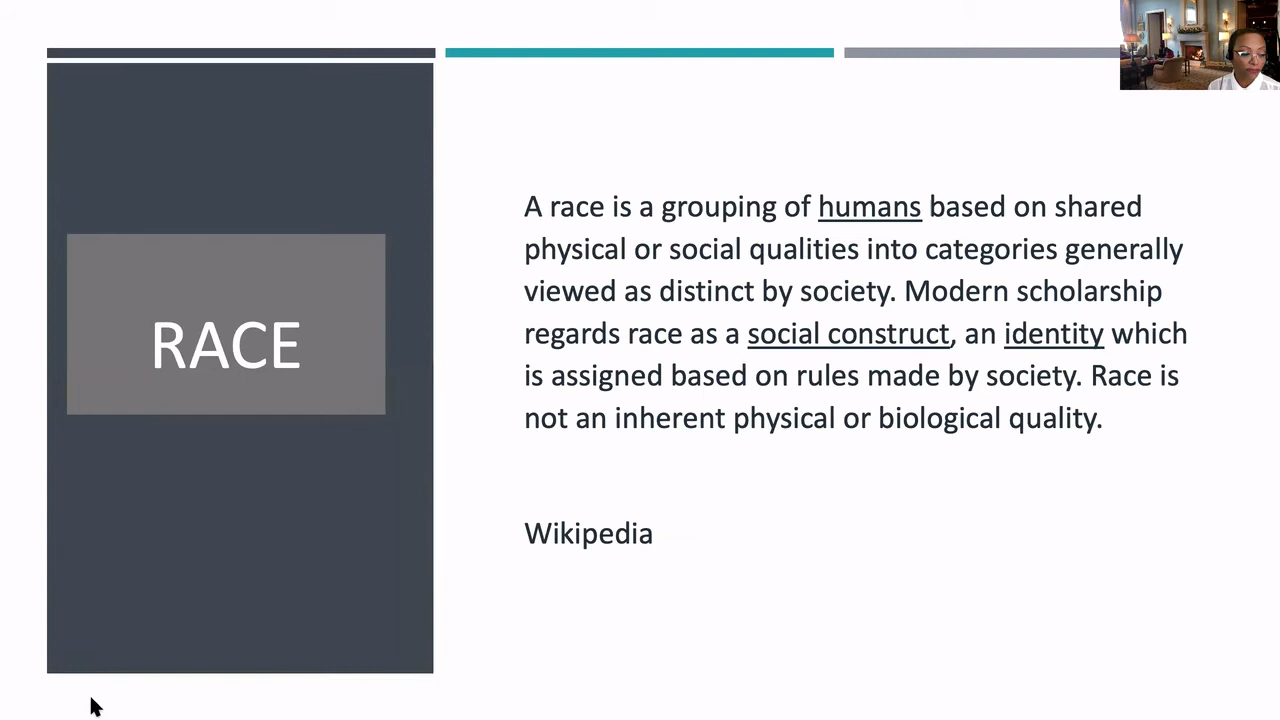 RACE
A race is a grouping of humans based on shared
physical or social qualities into categories generally
viewed as distinct by society. Modern scholarship
regards race as a social construct, an identity which
is assigned based on rules made by society. Race is
not an inherent physical or biological quality.
Wikipedia